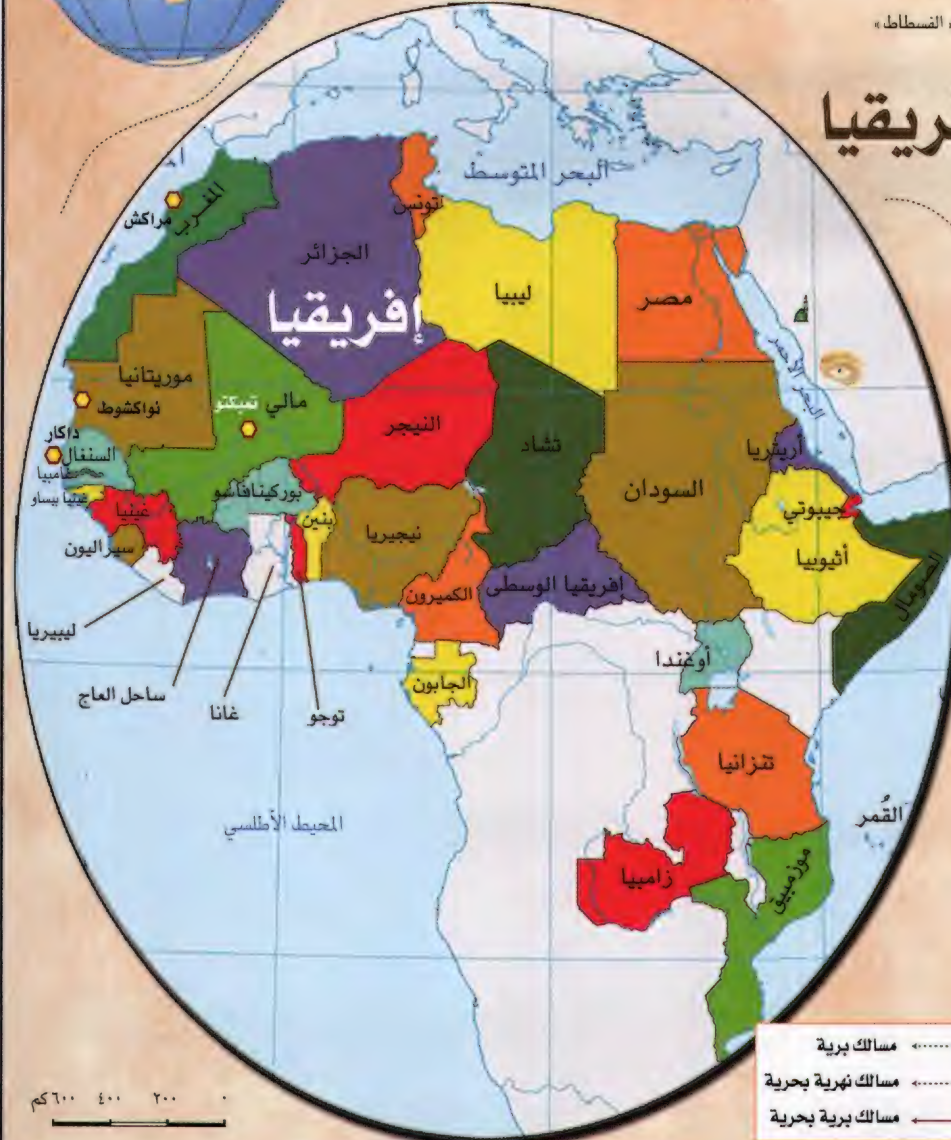 « الفسطاط
ريقيا
البحر المتوسط
المغرب
مراكش
تونس
الجزائر
إفريقيا
ليبيا
مصر
البحر الأحمر
موريتانيا
نواكشوط
مالي
تمبكتو
النيجر
تشاد
السودان
أريتريا
داكار
السنغال
غامبيا
غينيا بيساو
غينيا
بوركينافاسو
بنين
نيجيريا
جيبوتي
أثيوبيا
الصومال
سيراليون
الكميرون
إفريقيا الوسطى
ليبيريا
ساحل العاج
غانا
توجو
الجابون
أوغندا
تنزانيا
المحيط الأطلسي
القُمر
زامبيا
موزمبيق
مسالك برية
مسالك نهرية بحرية
مسالك برية بحرية
٠ ٢٠٠ ٤٠٠ ٦٠٠ كم